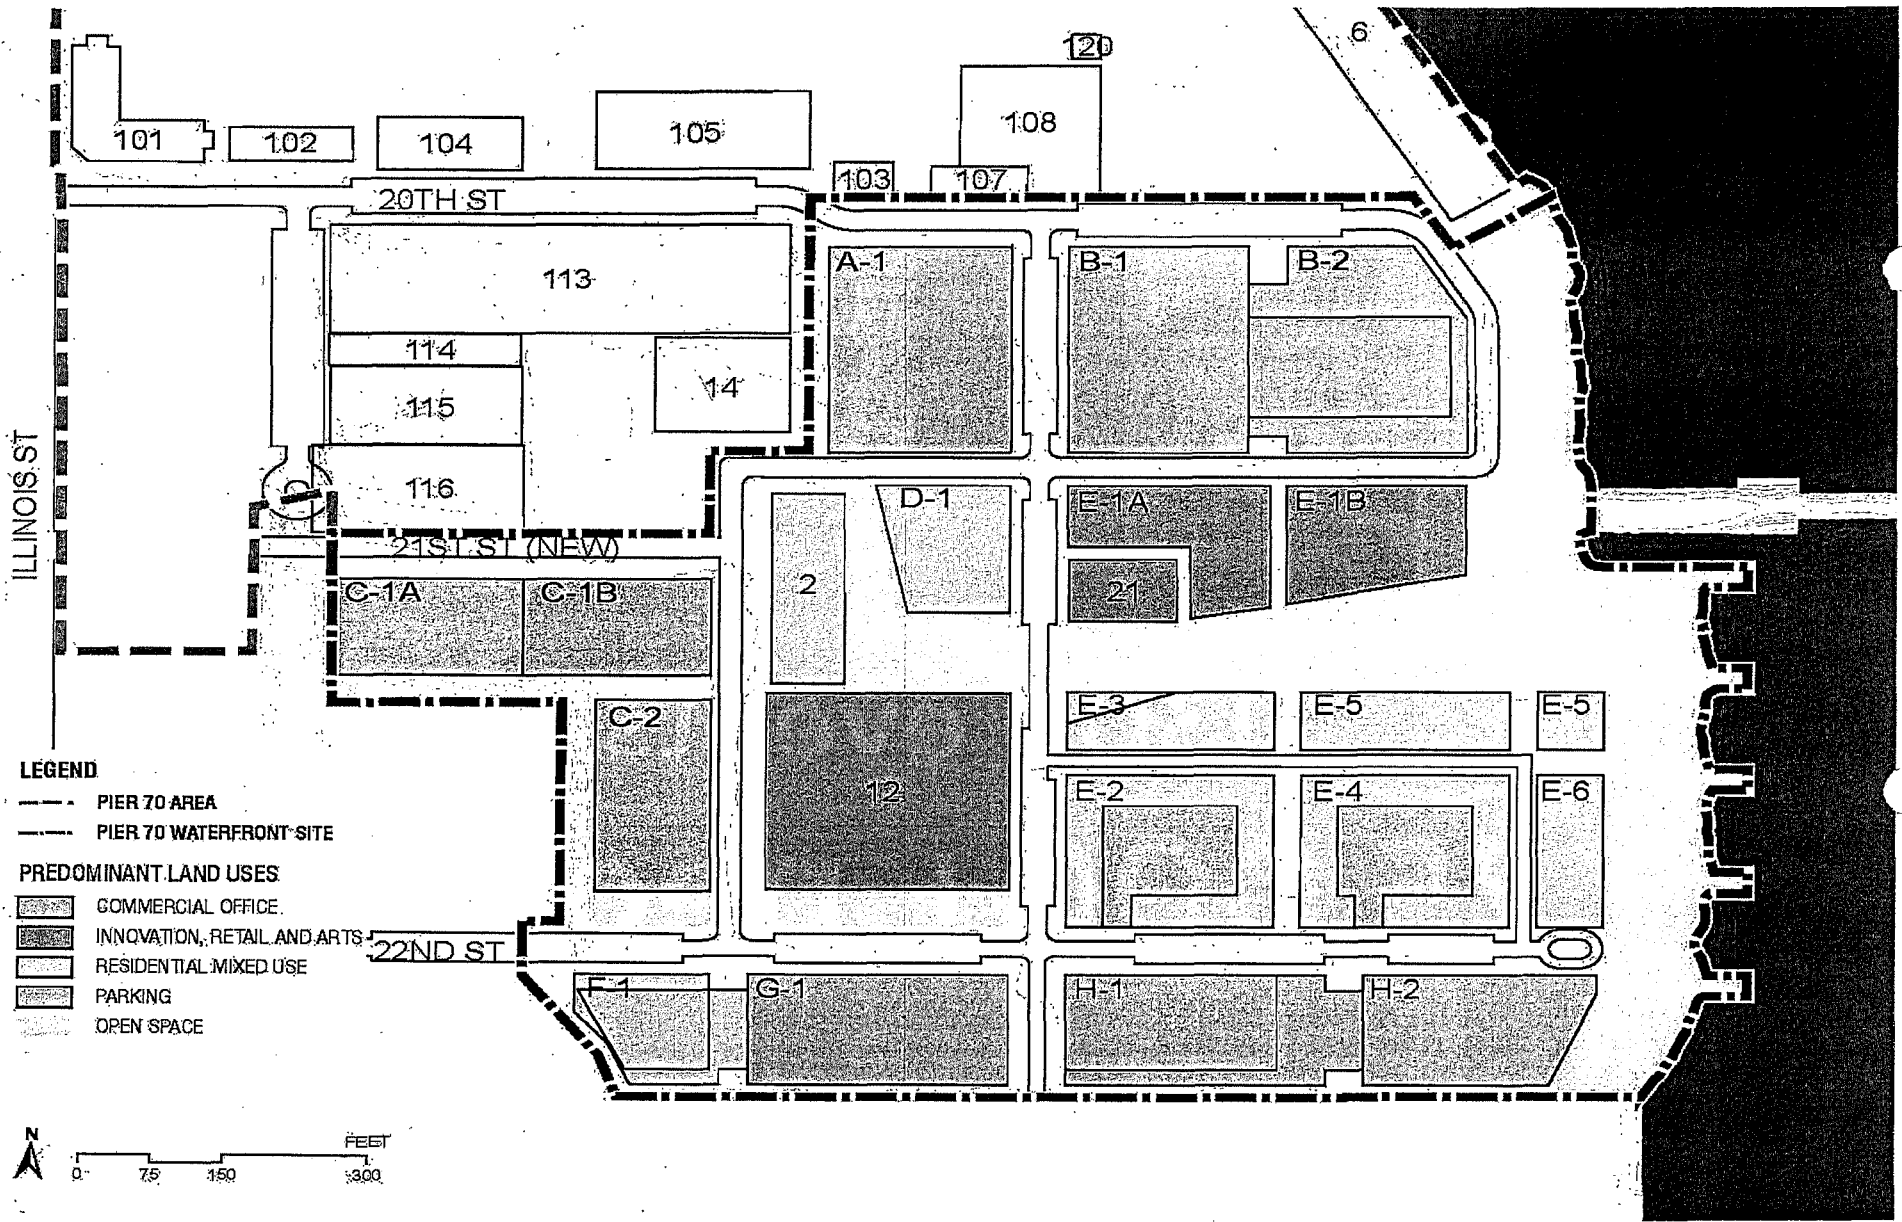 120
6
101
102
104
105
108
103
107
20TH ST
113
A-1
B-1
B-2
114
115
14
116
ILLINOIS ST
21ST ST (NEW)
D-1
E-1A
E-1B
2
21
C-1A
C-1B
C-2
E-3
E-5
E-5
12
E-2
E-4
E-6
LEGEND
PIER 70 AREA
PIER 70 WATERFRONT SITE
PREDOMINANT LAND USES
COMMERCIAL OFFICE
INNOVATION, RETAIL AND ARTS
RESIDENTIAL MIXED USE
PARKING
OPEN SPACE
22ND ST
F-1
G-1
H-1
H-2
N
FEET
0 75 150 300